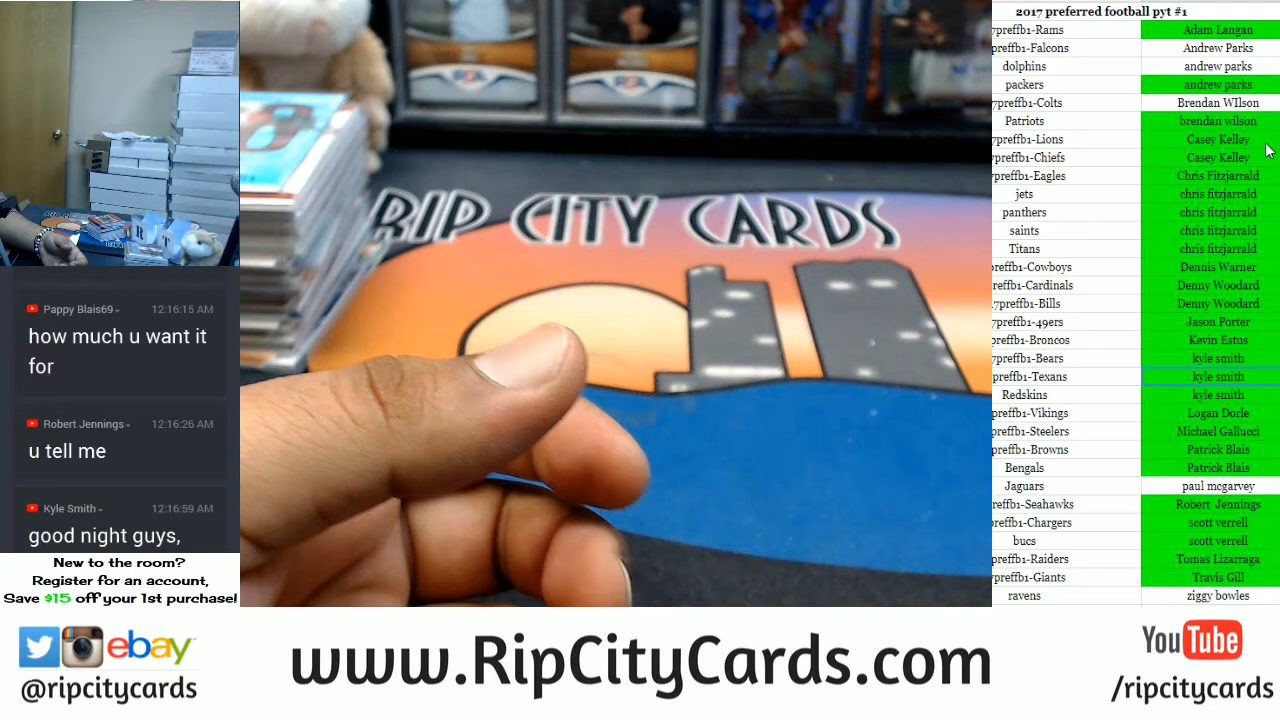 Pappy Blais69 12:16:15 AM
how much u want it
for
Robert Jennings 12:16:26 AM
u tell me
Kyle Smith 12:16:59 AM
good night guys,
New to the room?
Register for an account,
Save $15 off your 1st purchase!
RIP CITY CARDS
2017 preferred football pyt #1
7preffb1-Rams Adam Langan
preffb1-Falcons Andrew Parks
dolphins andrew parks
packers andrew parks
7preffb1-Colts Brendan WIlson
Patriots brendan wilson
7preffb1-Lions Casey Kelley
preffb1-Chiefs Casey Kelley
preffb1-Eagles Chris Fitzjarrald
jets chris fitzjarrald
panthers chris fitzjarrald
saints chris fitzjarrald
Titans chris fitzjarrald
preffb1-Cowboys Dennis Warner
reffb1-Cardinals Denny Woodard
17preffb1-Bills Denny Woodard
7preffb1-49ers Jason Porter
reffb1-Broncos Kevin Estus
7preffb1-Bears kyle smith
preffb1-Texans kyle smith
Redskins kyle smith
preffb1-Vikings Logan Dorle
preffb1-Steelers Michael Gallucci
preffb1-Browns Patrick Blais
Bengals Patrick Blais
Jaguars paul mcgarvey
reffb1-Seahawks Robert Jennings
reffb1-Chargers scott verrell
bucs scott verrell
preffb1-Raiders Tomas Lizarraga
preffb1-Giants Travis Gill
ravens ziggy bowles
ebay
@ripcitycards
www.RipCityCards.com
YouTube
/ripcitycards